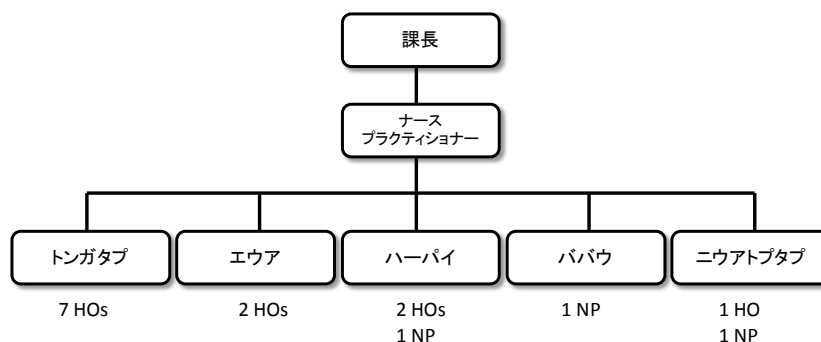 課長
ナース
プラクティショナー
トンガタプ
エウア
ハーパイ
ババウ
ニウアトプタプ
7 HOs
2 HOs
2 HOs
1 NP
1 NP
1 HO
1 NP